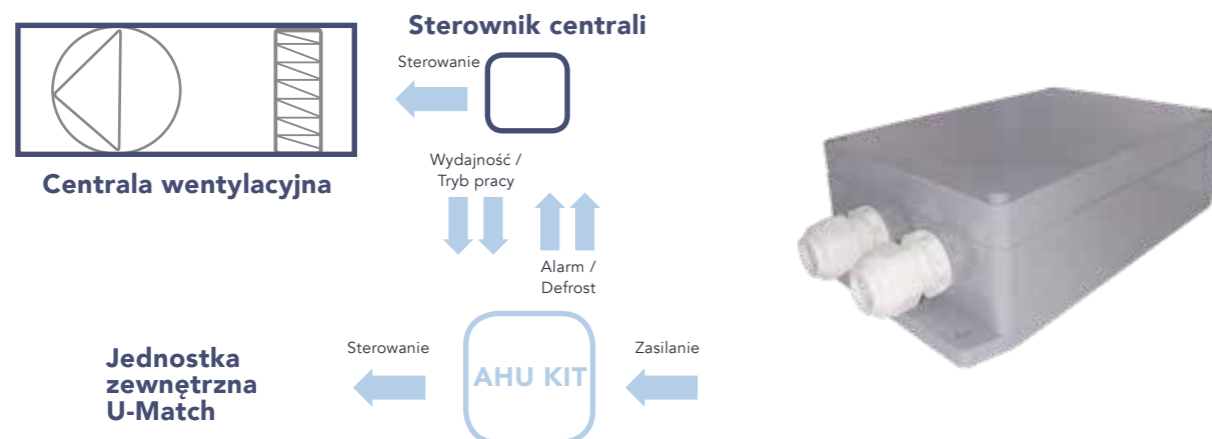 Sterownik centrali
Sterowanie
Centrala wentylacyjna
Wydajność /
Tryb pracy
Alarm /
Defrost
Jednostka
zewnętrzna
U-Match
Sterowanie
AHU KIT
Zasilanie